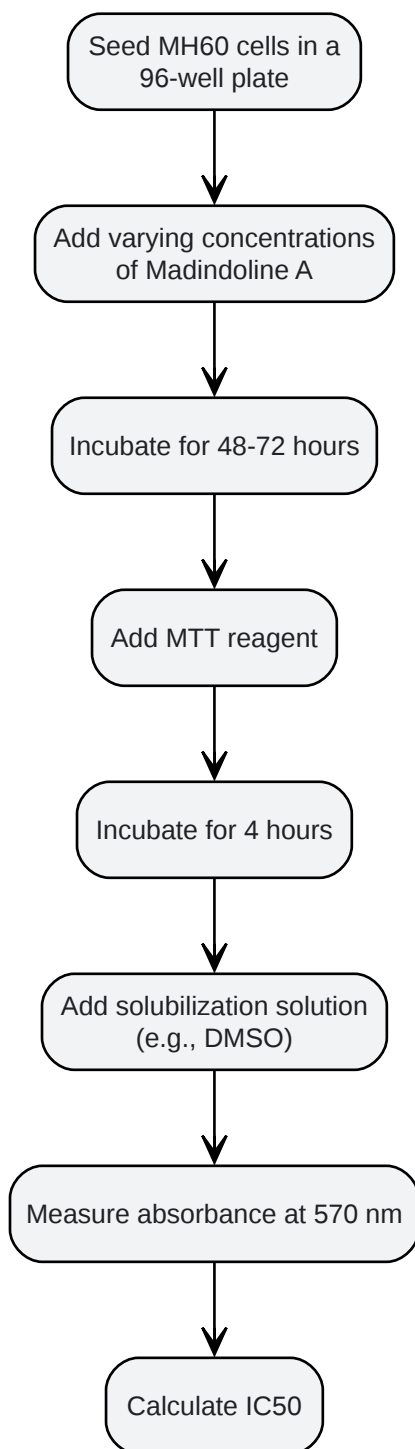 Seed MH60 cells in a
96-well plate
Add varying concentrations
of Madindoline A
Incubate for 48-72 hours
Add MTT reagent
Incubate for 4 hours
Add solubilization solution
(e.g., DMSO)
Measure absorbance at 570 nm
Calculate IC50